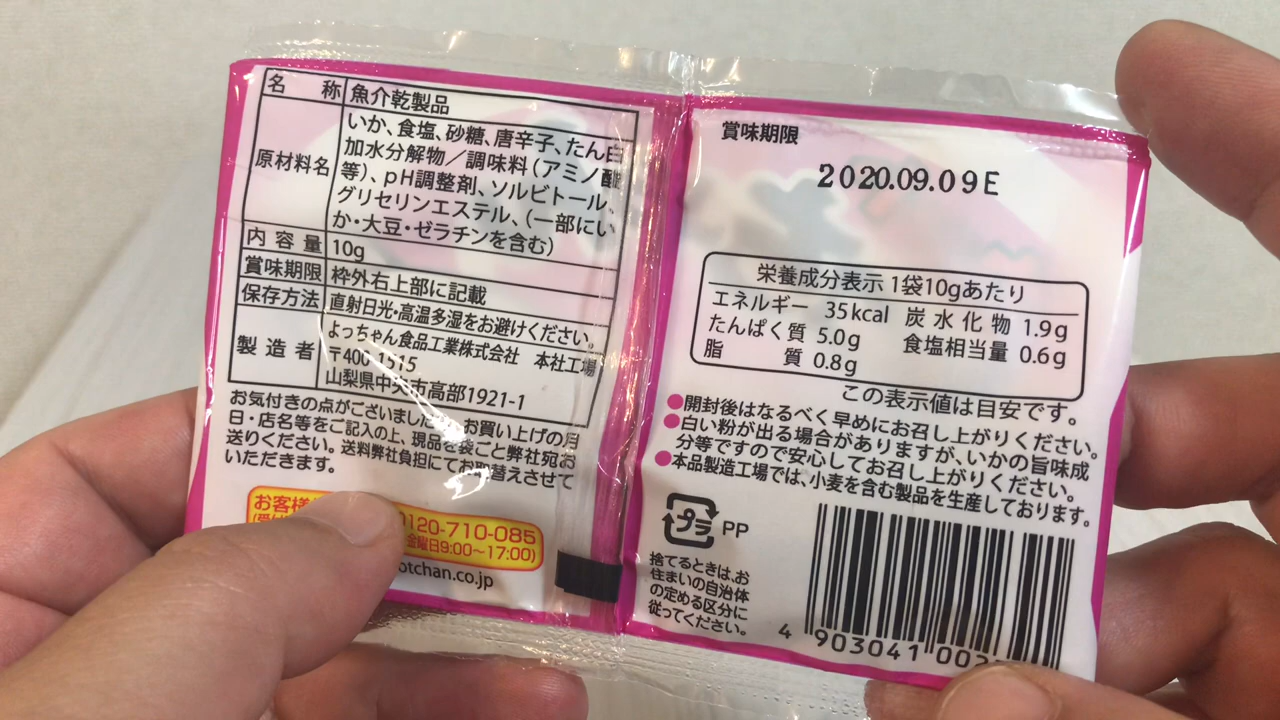 名 称 魚介乾製品
原材料名
いか、食塩、砂糖、唐辛子、たん白
加水分解物／調味料（アミノ酸
等）、pH調整剤、ソルビトール、
グリセリンエステル、（一部にい
か・大豆・ゼラチンを含む）
内容量 10g
賞味期限 枠外右上部に記載
保存方法 直射日光・高温多湿をお避けください。
製造者
よっちゃん食品工業株式会社 本社工場
〒400-1515
山梨県中央市高部1921-1
お気付きの点がございました お買い上げの月
日・店名等をご記入の上、現品を袋ごと弊社宛お
送りください。送料弊社負担にてお取替えさせて
いただきます。
お客様
0120-710-085
金曜日9:00～17:00)
otchan.co.jp
賞味期限
2020.09.09E
栄養成分表示 1袋10gあたり
エネルギー 35kcal 炭水化物 1.9g
たんぱく質 5.0g 食塩相当量 0.6g
脂質 0.8g
この表示値は目安です。
●開封後はなるべく早めにお召し上がりください。
●白い粉が出る場合がありますが、いかの旨味成
分等ですので安心してお召し上がりください。
●本品製造工場では、小麦を含む製品を生産しております。
プラ PP
捨てるときは、お
住まいの自治体
の定める区分に
従ってください。
4 903041 002